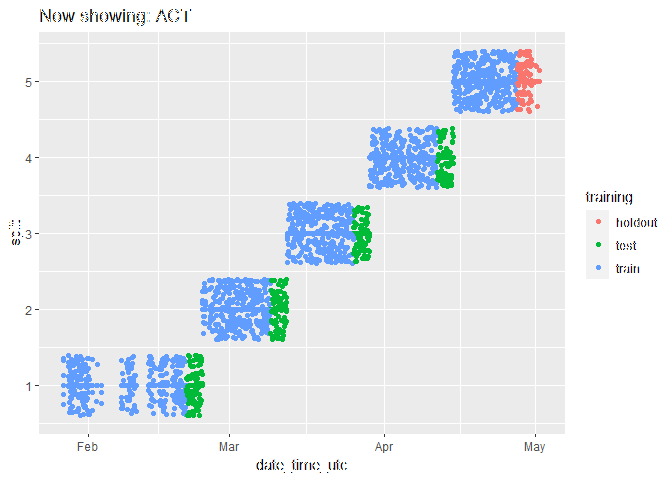 Now showing: ACT
5
4
3
2
1
split
Feb
Mar
Apr
May
date_time_utc
training
holdout
test
train